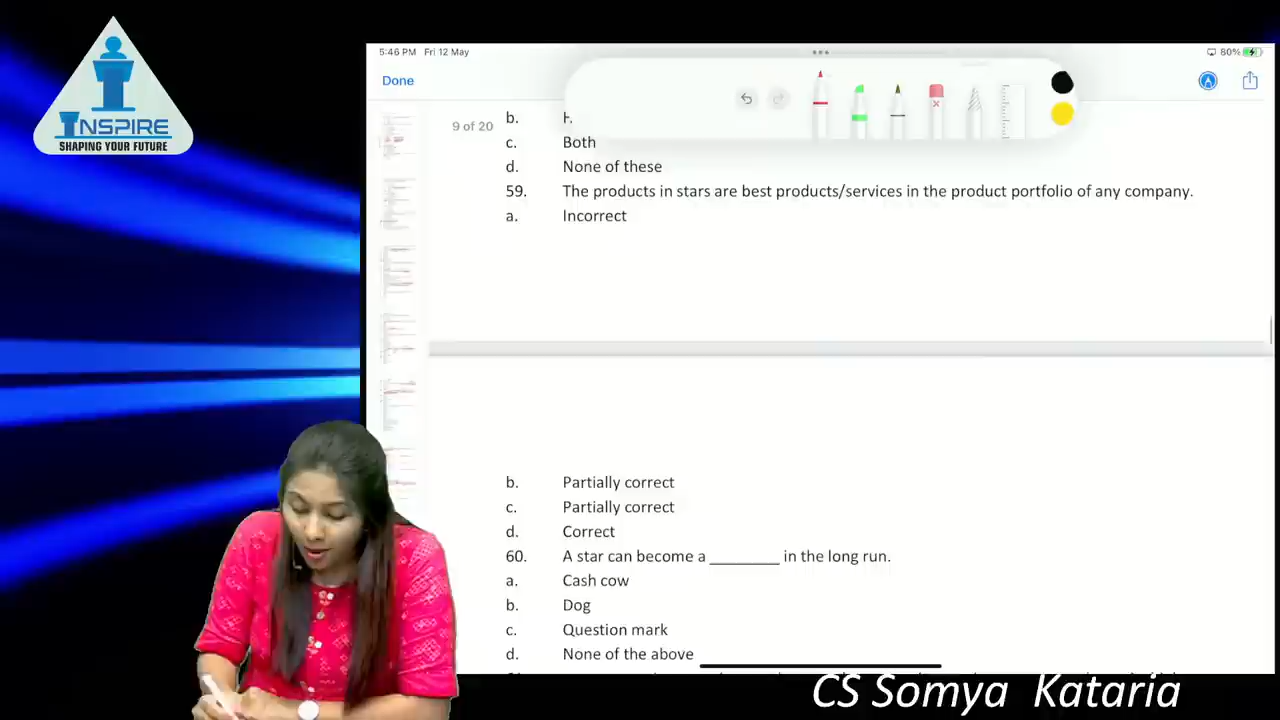 INSPIRE
SHAPING YOUR FUTURE
5:46 PM Fri 12 May
80%
Done
9 of 20
b.
c. Both
d. None of these
59. The products in stars are best products/services in the product portfolio of any company.
a. Incorrect
b. Partially correct
c. Partially correct
d. Correct
60. A star can become a ________ in the long run.
a. Cash cow
b. Dog
c. Question mark
d. None of the above
CS Somya Kataria